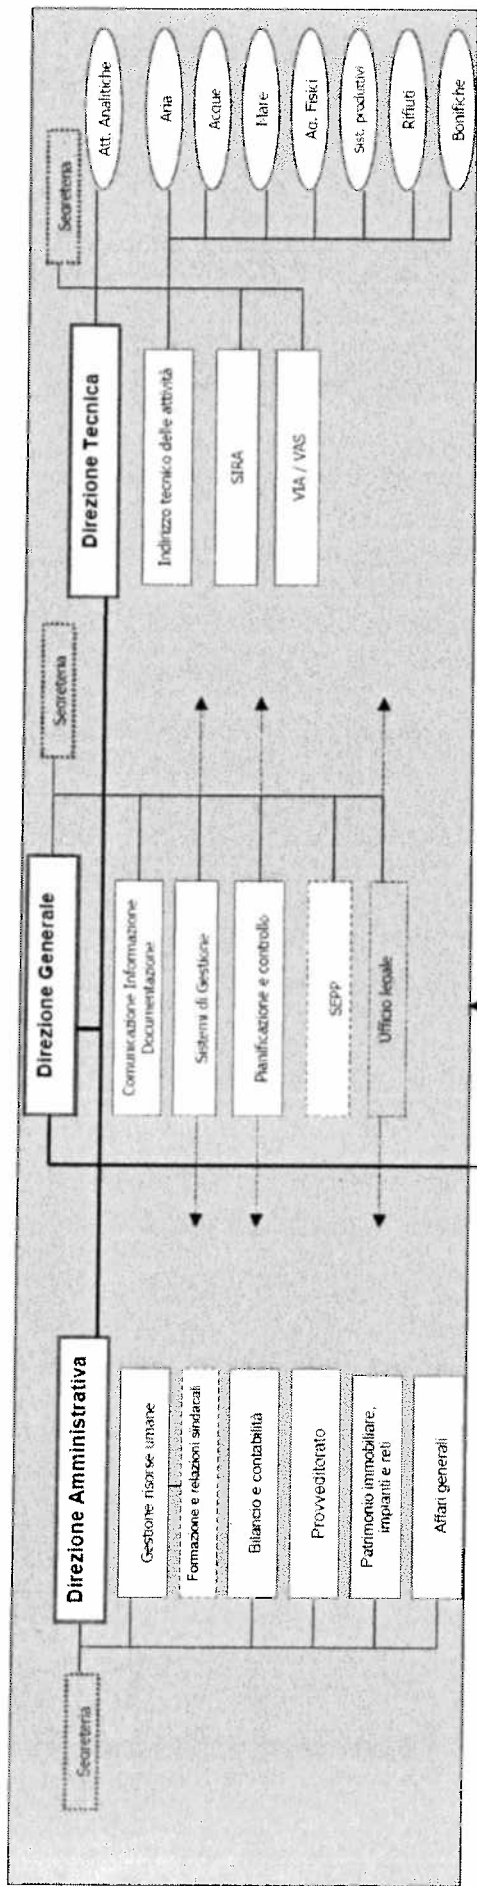 Direzione Generale
Segreteria
Comunicazione Informazione
Documentazione
Sistemi di Gestione
Pianificazione e controllo
SEPP
Ufficio legale
Direzione Amministrativa
Segreteria
Gestione risorse umane
Formazione e relazioni sindacali
Bilancio e contabilità
Provveditorato
Patrimonio immobiliare,
impianti e reti
Affari generali
Direzione Tecnica
Segreteria
Att. Analitiche
Indirizzo tecnico delle attività
SIRA
VIA / VAS
Aria
Acque
Mare
Ag. Fisici
Sist. produttivi
Rifiuti
Bonifiche